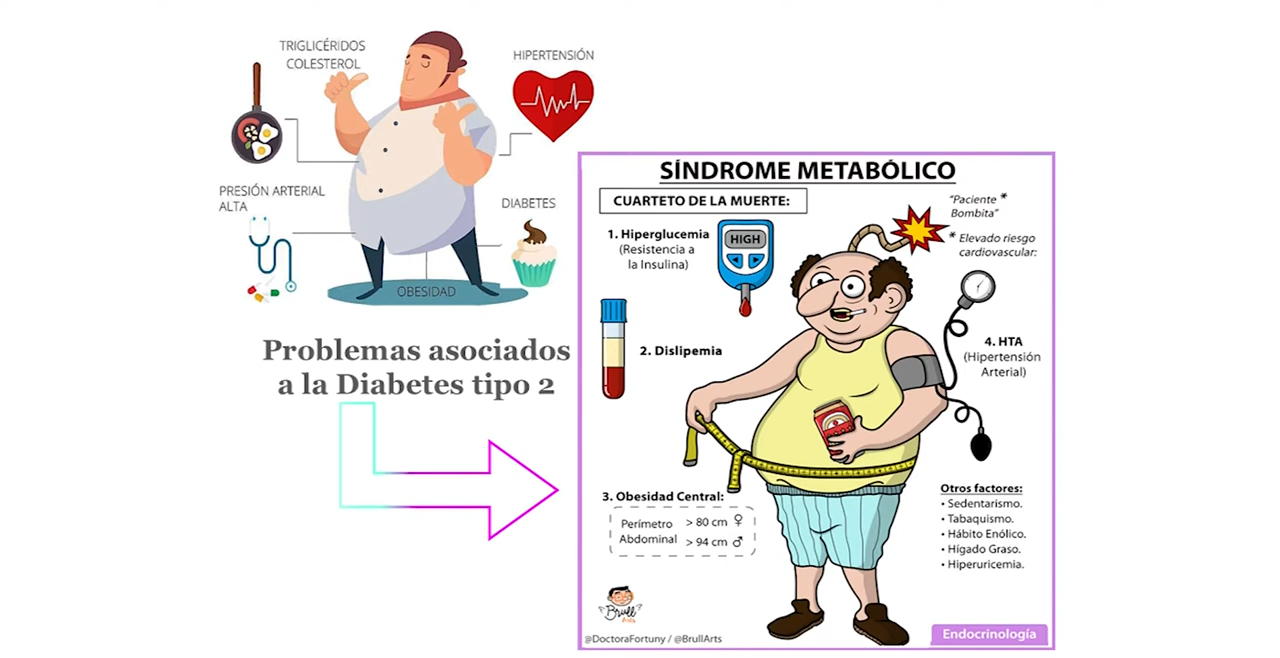 TRIGLICÉRIDOS
COLESTEROL
HIPERTENSIÓN
PRESIÓN ARTERIAL
ALTA
DIABETES
OBESIDAD
Problemas asociados
a la Diabetes tipo 2
SÍNDROME METABÓLICO
CUARTETO DE LA MUERTE:
"Paciente *
Bombita"
* Elevado riesgo
cardiovascular:
1. Hiperglucemia
(Resistencia a
la Insulina)
HIGH
2. Dislipemia
4. HTA
(Hipertensión
Arterial)
3. Obesidad Central:
Perímetro
Abdominal
> 80 cm ♀
> 94 cm ♂
Otros factores:
• Sedentarismo.
• Tabaquismo.
• Hábito Enólico.
• Hígado Graso.
• Hiperuricemia.
Brull
Arts
@DoctoraFortuny / @BrullArts
Endocrinología